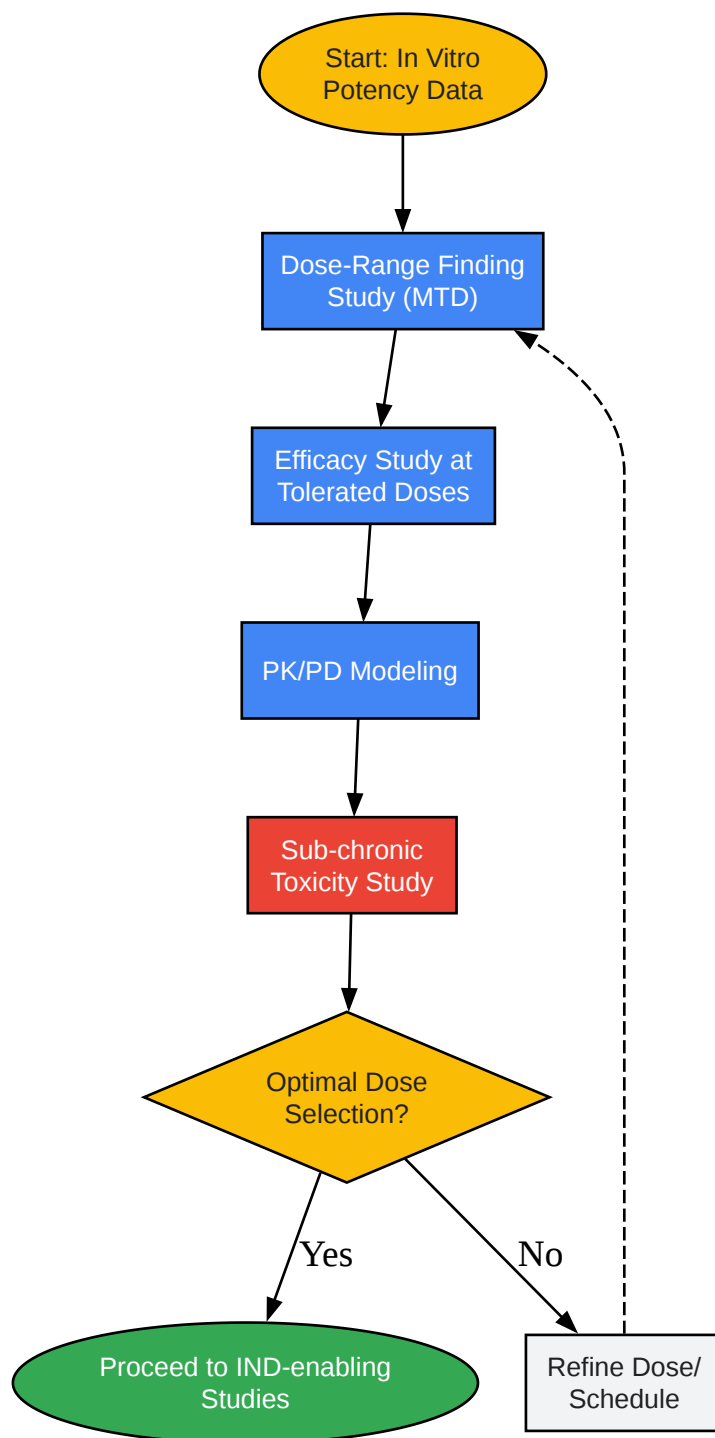 Start: In Vitro
Potency Data
Dose-Range Finding
Study (MTD)
Efficacy Study at
Tolerated Doses
PK/PD Modeling
Sub-chronic
Toxicity Study
Optimal Dose
Selection?
Yes
No
Proceed to IND-enabling
Studies
Refine Dose/
Schedule